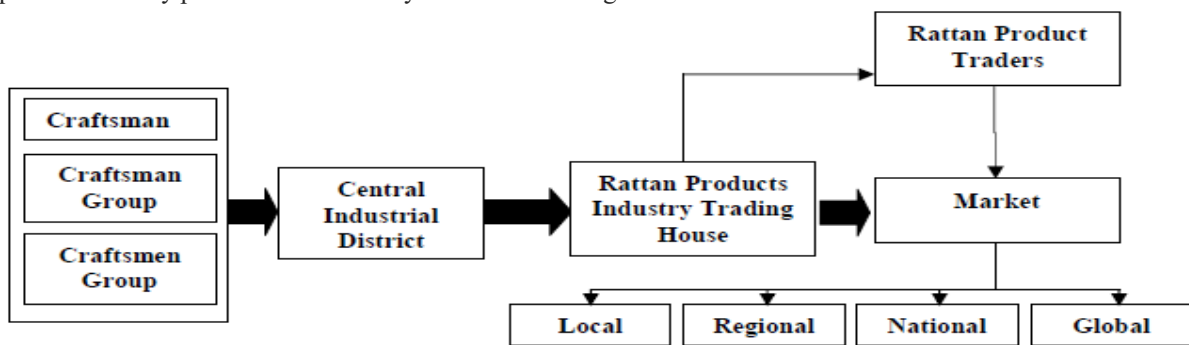 Rattan Product
Traders
Craftsman
Craftsman
Group
Craftsmen
Group
Central
Industrial
District
Rattan Products
Industry Trading
House
Market
Local
Regional
National
Global